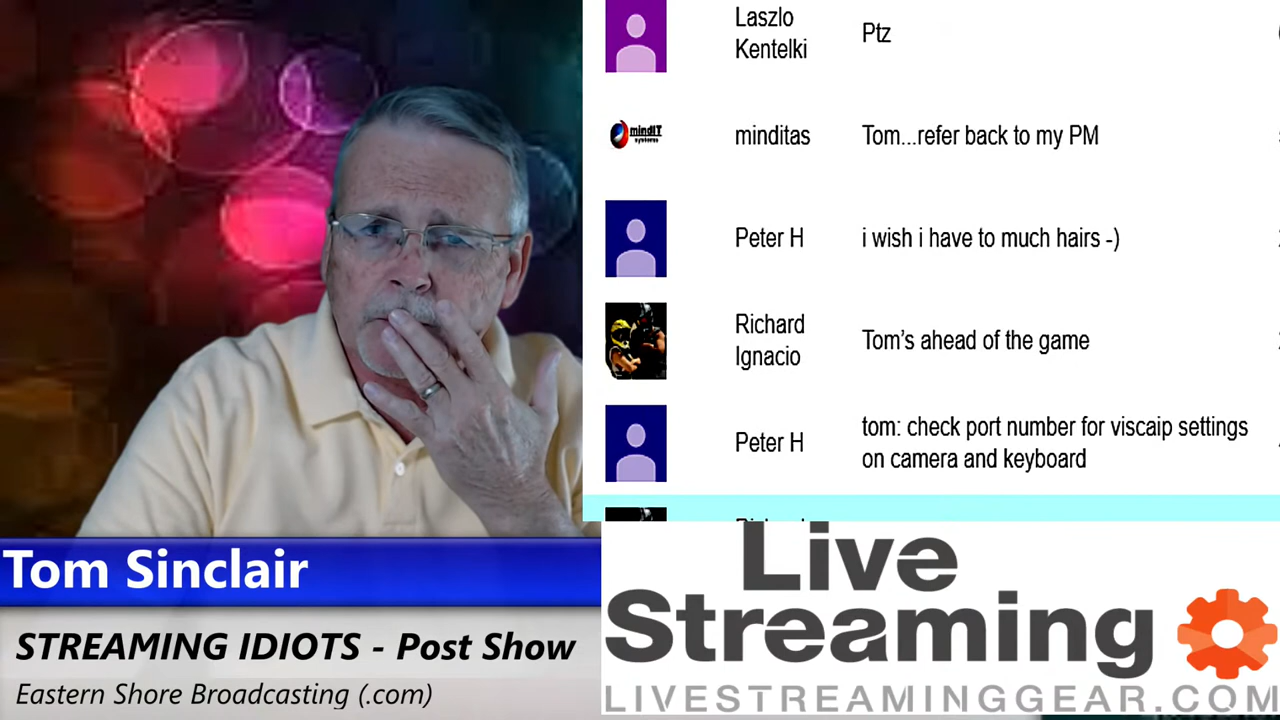 Laszlo
Kentelki
Ptz
mindIT
systems
minditas
Tom...refer back to my PM
Peter H
i wish i have to much hairs -)
Richard
Ignacio
Tom’s ahead of the game
Peter H
tom: check port number for viscaip settings
on camera and keyboard
Tom Sinclair
STREAMING IDIOTS - Post Show
Eastern Shore Broadcasting (.com)
Live
Streaming
LIVESTREAMINGGEAR.COM